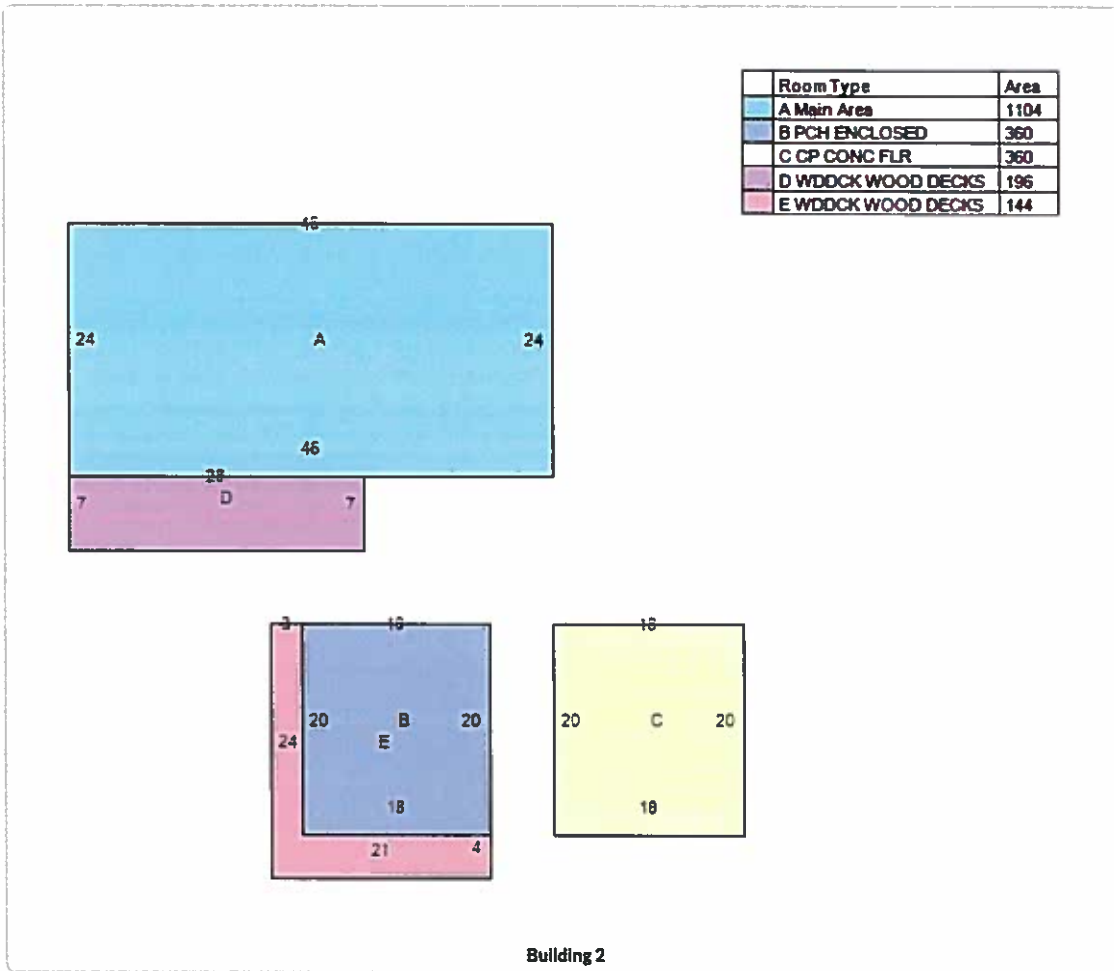 Room Type Area
A Main Area 1104
B PCH ENCLOSED 360
C CP CONC FLR 360
D WDDCK WOOD DECKS 196
E WDDCK WOOD DECKS 144
46
24 A 24
46
28
7 D 7
3 18 18
20 B 20 20 C 20
24 E
18 18
21 4
Building 2